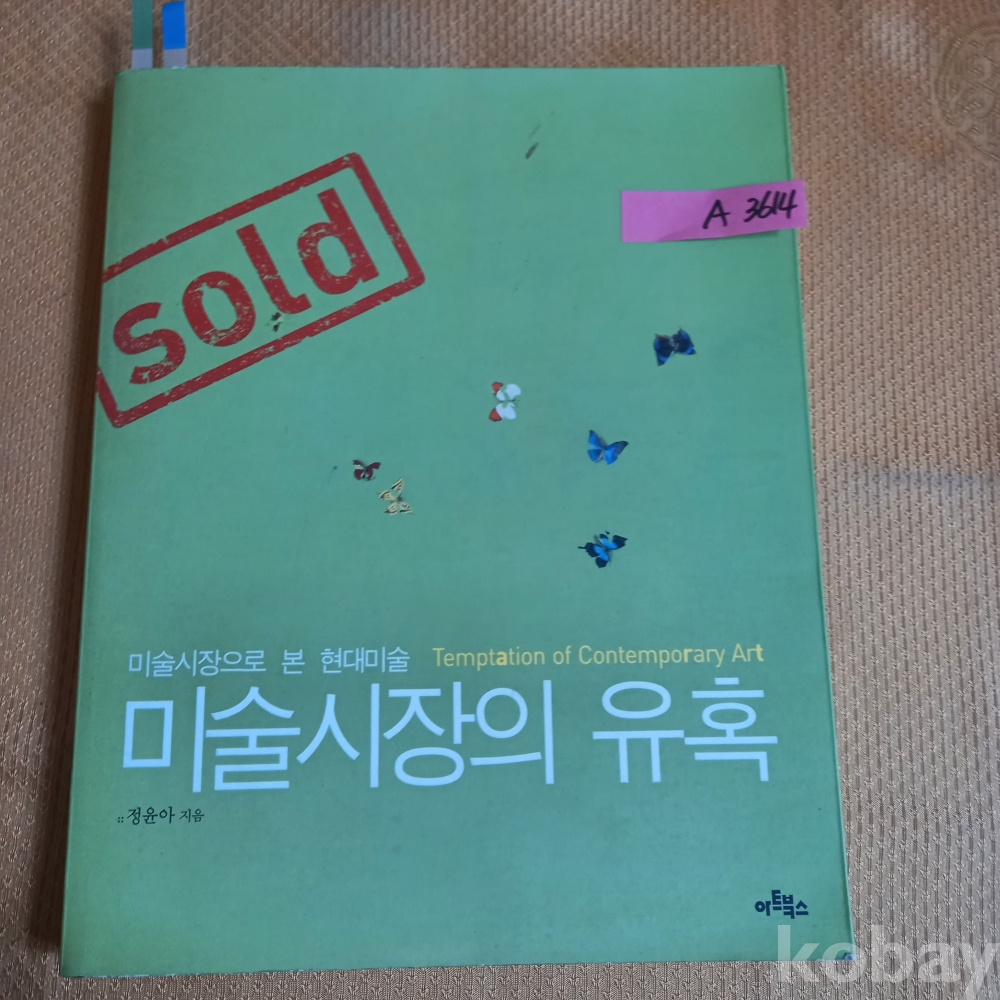 sold
A 3614
미술시장으로 본 현대미술 Temptation of Contemporary Art
미술시장의 유혹
:: 정윤아 지음
아트북스
kobay